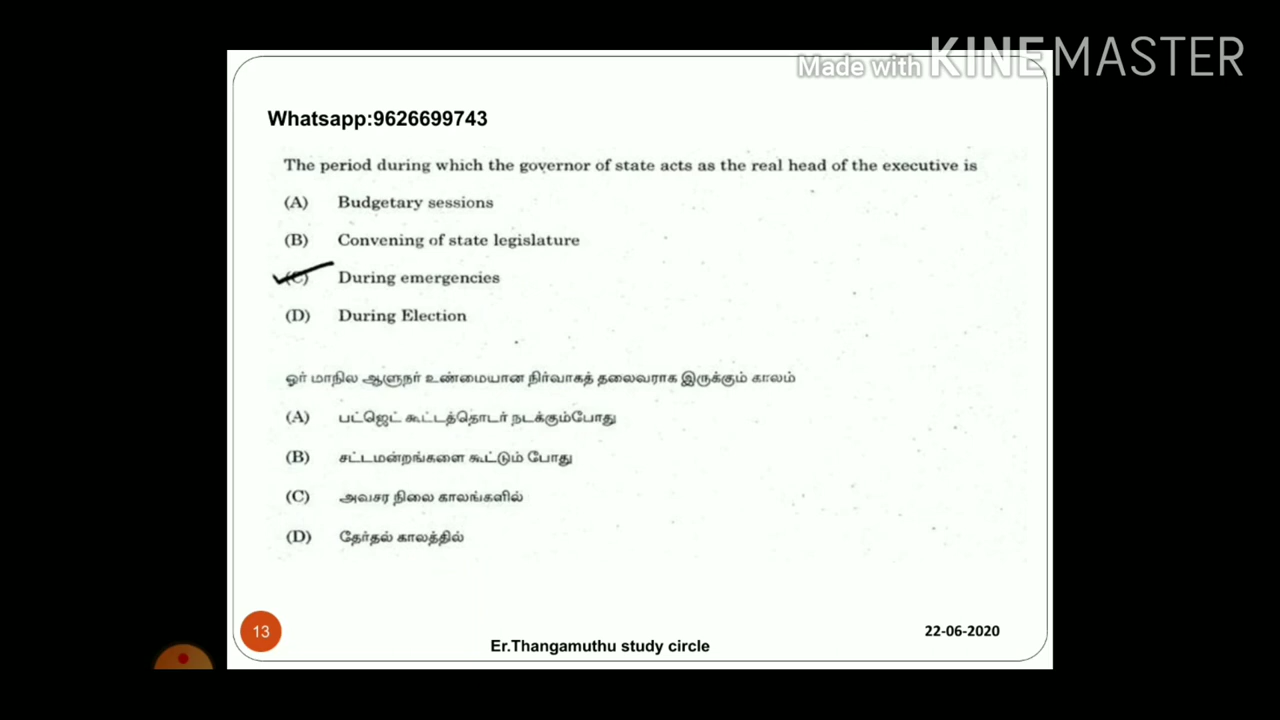 Made with KINEMASTER
Whatsapp:9626699743
The period during which the governor of state acts as the real head of the executive is
(A) Budgetary sessions
(B) Convening of state legislature
(C) During emergencies
(D) During Election
ஓர் மாநில ஆளுநர் உண்மையான நிர்வாகத் தலைவராக இருக்கும் காலம்
(A) பட்ஜெட் கூட்டத்தொடர் நடக்கும்போது
(B) சட்டமன்றங்களை கூட்டும் போது
(C) அவசர நிலை காலங்களில்
(D) தேர்தல் காலத்தில்
13
22-06-2020
Er.Thangamuthu study circle